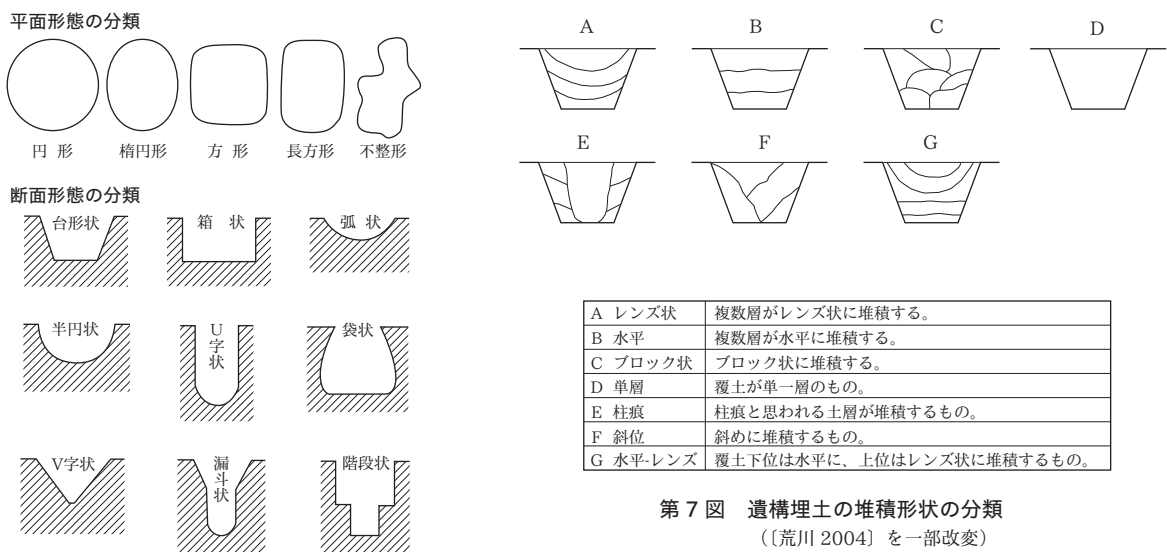 平面形態の分類
円 形 楕円形 方 形 長方形 不整形
断面形態の分類
台形状 箱 状 弧 状
半円状 U字状 袋状
V字状 漏斗状 階段状
A B C D
E F G
A レンズ状 複数層がレンズ状に堆積する。
B 水平 複数層が水平に堆積する。
C ブロック状 ブロック状に堆積する。
D 単層 覆土が単一層のもの。
E 柱痕 柱痕と思われる土層が堆積するもの。
F 斜位 斜めに堆積するもの。
G 水平-レンズ 覆土下位は水平に、上位はレンズ状に堆積するもの。
第7図 遺構埋土の堆積形状の分類
(〔荒川 2004〕を一部改変)